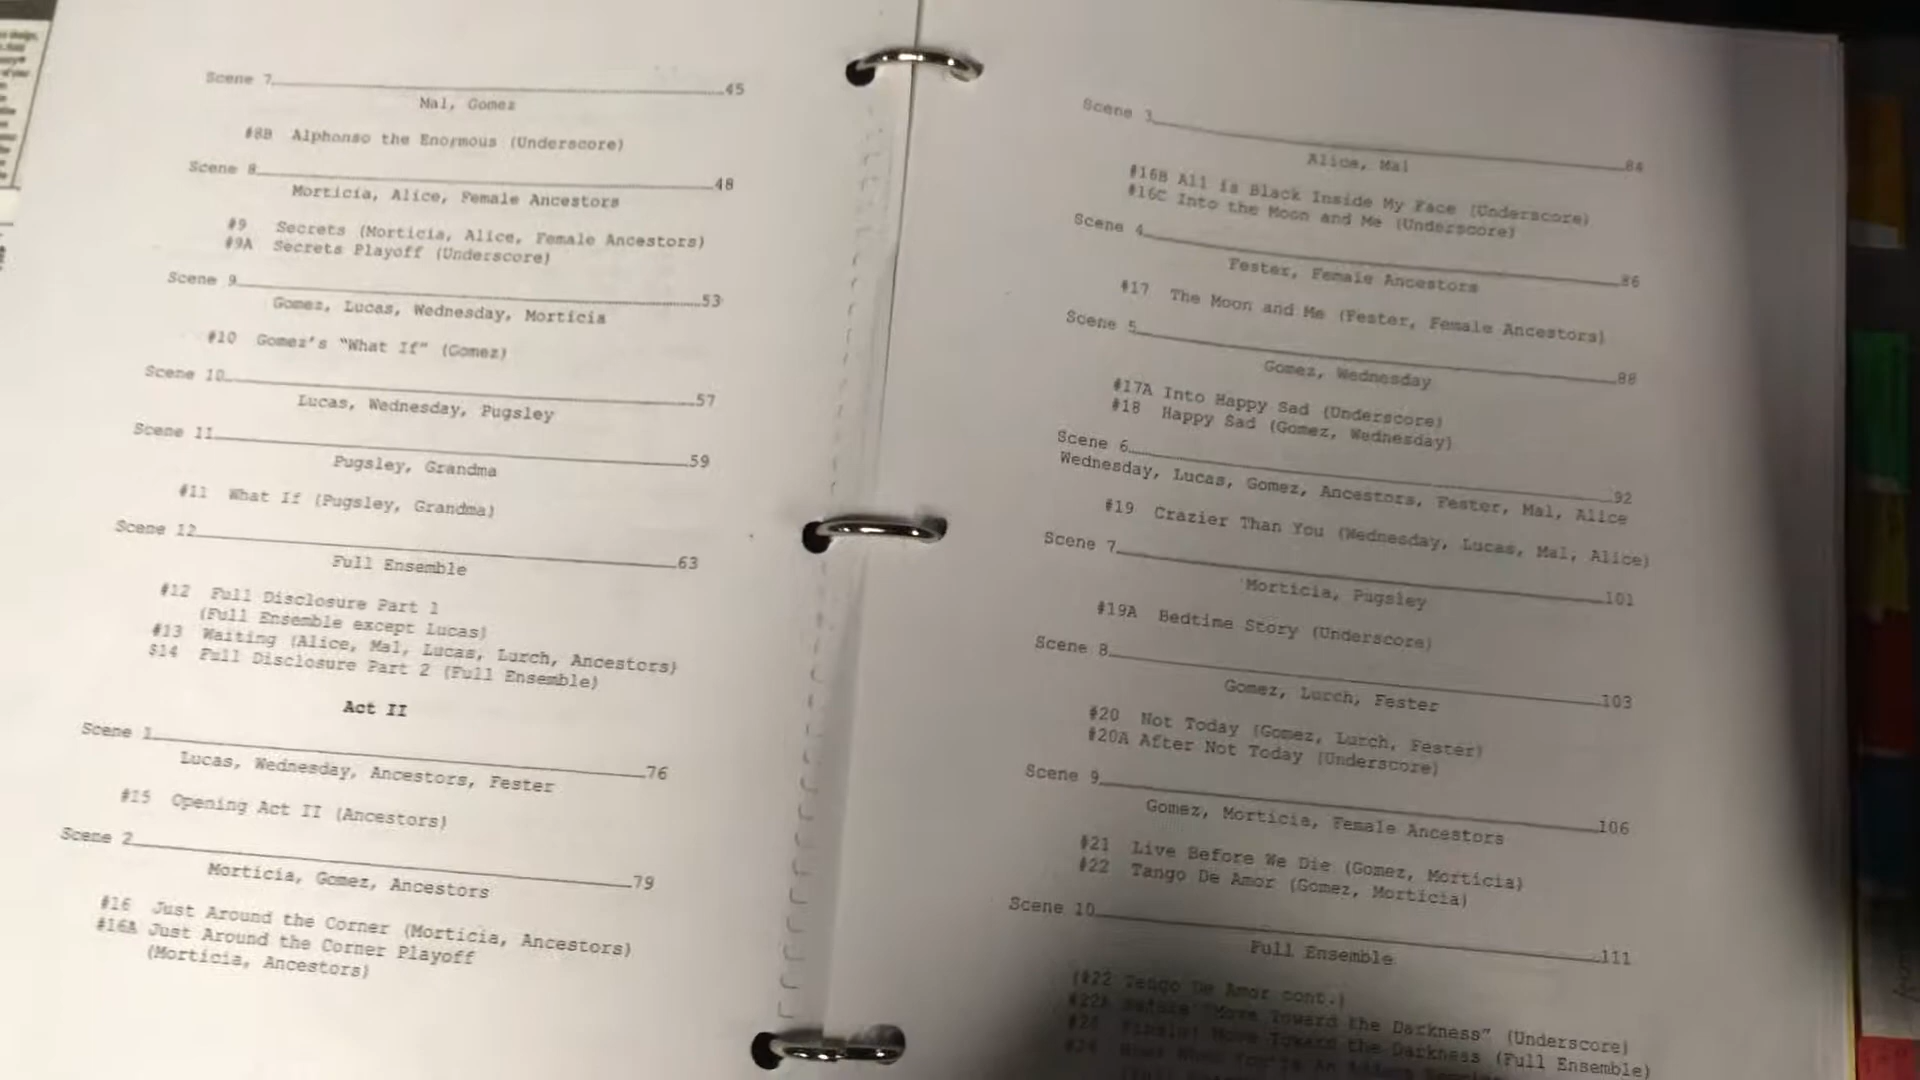 Scene 7 45
Mal, Gomez
#8B Alphonso the Enormous (Underscore)
Scene 8 48
Morticia, Alice, Female Ancestors
#9 Secrets (Morticia, Alice, Female Ancestors)
#9A Secrets Playoff (Underscore)
Scene 9 53
Gomez, Lucas, Wednesday, Morticia
#10 Gomez's "What If" (Gomez)
Scene 10 57
Lucas, Wednesday, Pugsley
Scene 11 59
Pugsley, Grandma
#11 What If (Pugsley, Grandma)
Scene 12 63
Full Ensemble
#12 Full Disclosure Part 1
(Full Ensemble except Lucas)
#13 Waiting (Alice, Mal, Lucas, Lurch, Ancestors)
$14 Full Disclosure Part 2 (Full Ensemble)
Act II
Scene 1 76
Lucas, Wednesday, Ancestors, Fester
#15 Opening Act II (Ancestors)
Scene 2 79
Morticia, Gomez, Ancestors
#16 Just Around the Corner (Morticia, Ancestors)
#16A Just Around the Corner Playoff
(Morticia, Ancestors)
Scene 3 84
Alice, Mal
#16B All is Black Inside My Face (Underscore)
#16C Into the Moon and Me (Underscore)
Scene 4 86
Fester, Female Ancestors
#17 The Moon and Me (Fester, Female Ancestors)
Scene 5 88
Gomez, Wednesday
#17A Into Happy Sad (Underscore)
#18 Happy Sad (Gomez, Wednesday)
Scene 6 92
Wednesday, Lucas, Gomez, Ancestors, Fester, Mal, Alice
#19 Crazier Than You (Wednesday, Lucas, Mal, Alice)
Scene 7 101
Morticia, Pugsley
#19A Bedtime Story (Underscore)
Scene 8 103
Gomez, Lurch, Fester
#20 Not Today (Gomez, Lurch, Fester)
#20A After Not Today (Underscore)
Scene 9 106
Gomez, Morticia, Female Ancestors
#21 Live Before We Die (Gomez, Morticia)
#22 Tango De Amor (Gomez, Morticia)
Scene 10 111
Full Ensemble
(#22 Tango De Amor cont.)
#22A Before "Move Toward the Darkness" (Underscore)
Move Toward the Darkness (Full Ensemble)